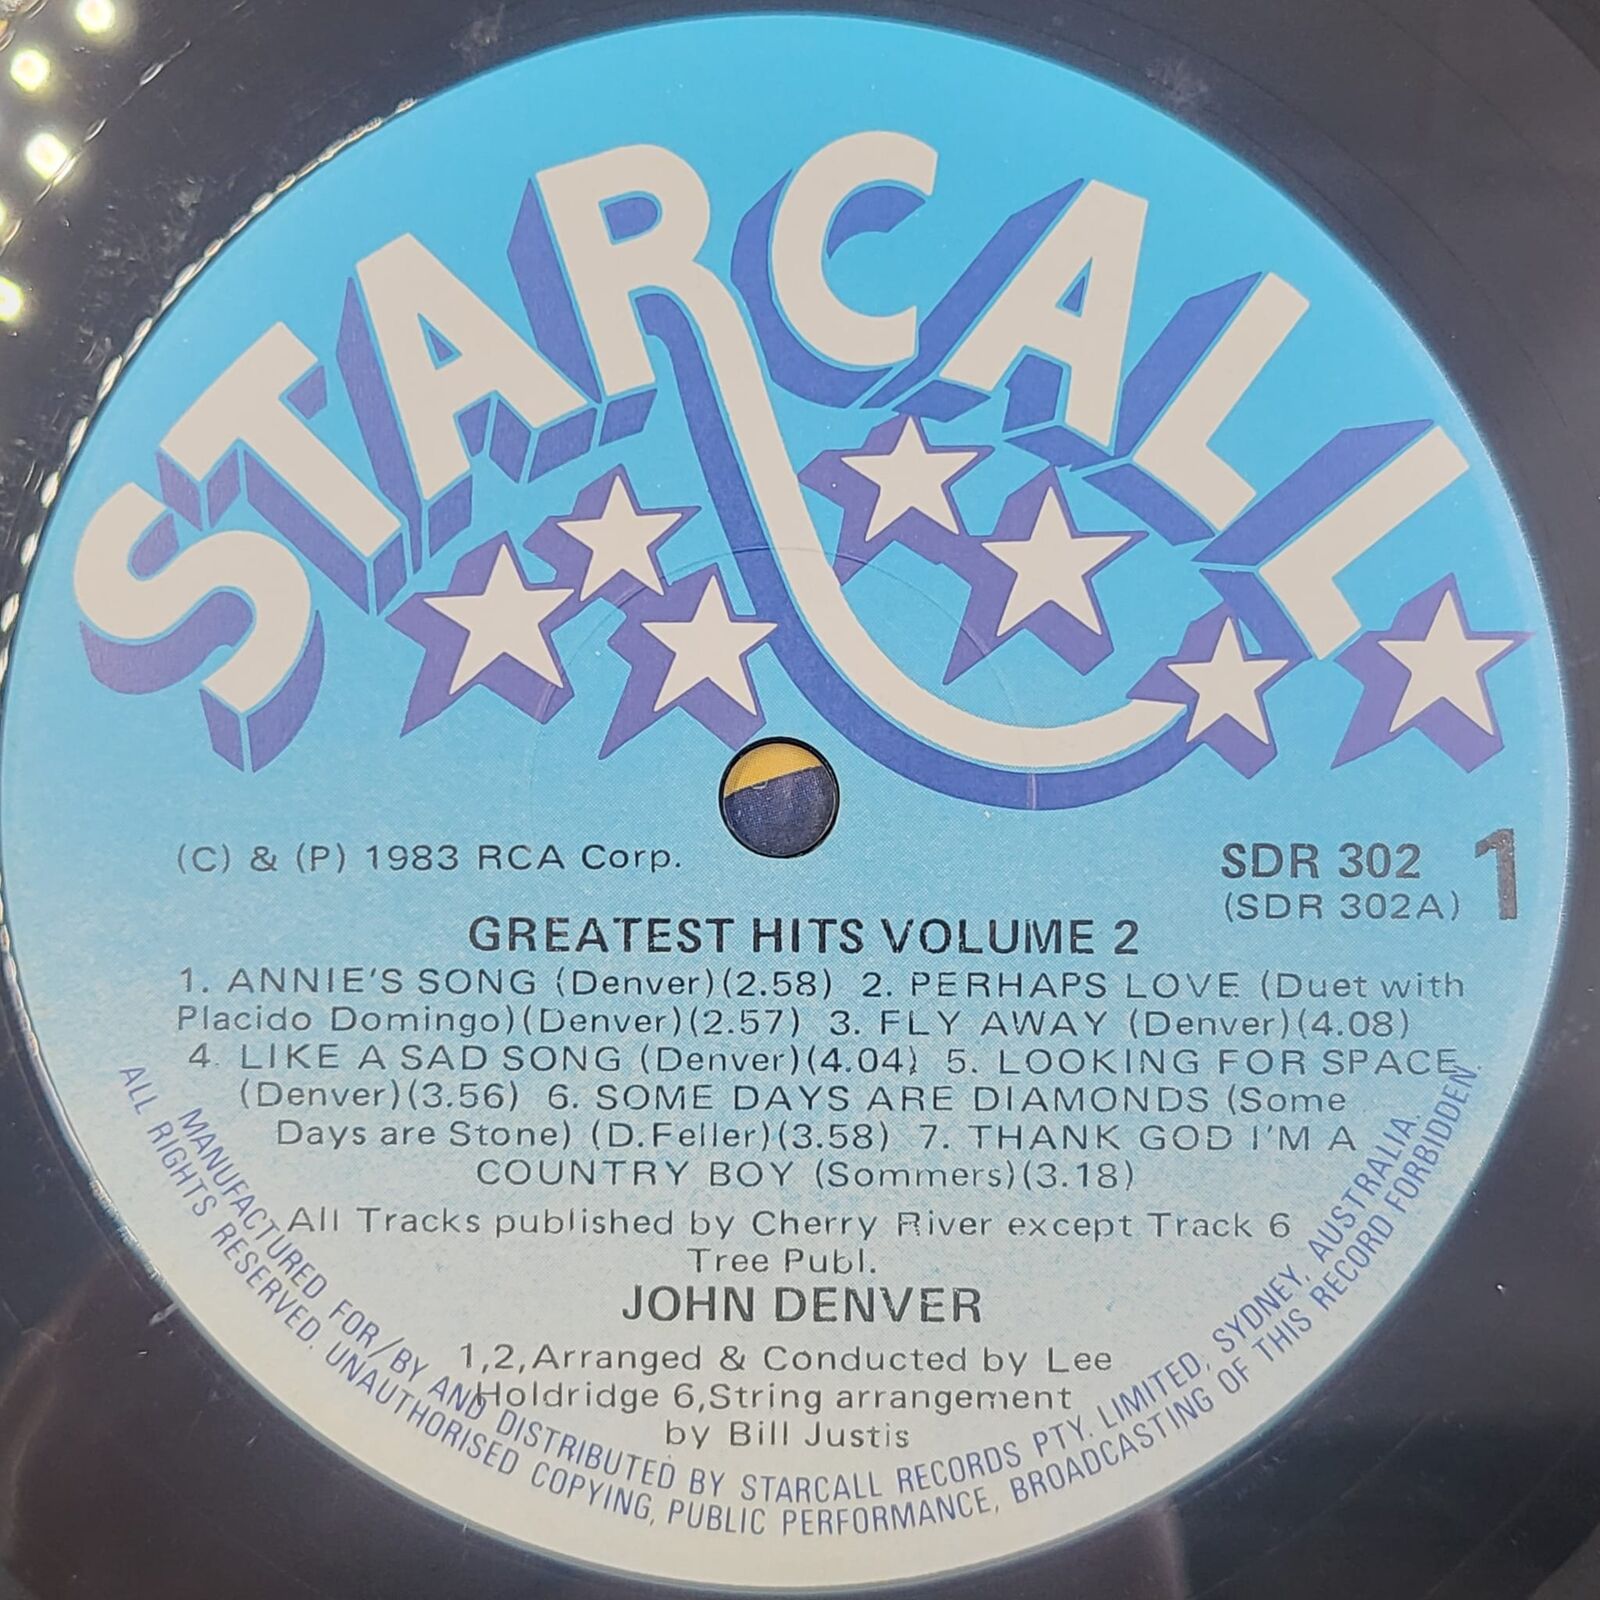 STARCALL
(C) & (P) 1983 RCA Corp.
SDR 302
(SDR 302A)
1
GREATEST HITS VOLUME 2
1. ANNIE'S SONG (Denver)(2.58) 2. PERHAPS LOVE (Duet with
Placido Domingo)(Denver)(2.57) 3. FLY AWAY (Denver)(4.08)
4. LIKE A SAD SONG (Denver)(4.04) 5. LOOKING FOR SPACE
(Denver)(3.56) 6. SOME DAYS ARE DIAMONDS (Some
Days are Stone) (D.Feller)(3.58) 7. THANK GOD I'M A
COUNTRY BOY (Sommers)(3.18)
All Tracks published by Cherry River except Track 6
Tree Publ.
JOHN DENVER
1,2,Arranged & Conducted by Lee
Holdridge 6,String arrangement
by Bill Justis
MANUFACTURED FOR/BY AND DISTRIBUTED BY STARCALL RECORDS PTY. LIMITED, SYDNEY, AUSTRALIA.
ALL RIGHTS RESERVED. UNAUTHORISED COPYING, PUBLIC PERFORMANCE, BROADCASTING OF THIS RECORD FORBIDDEN.